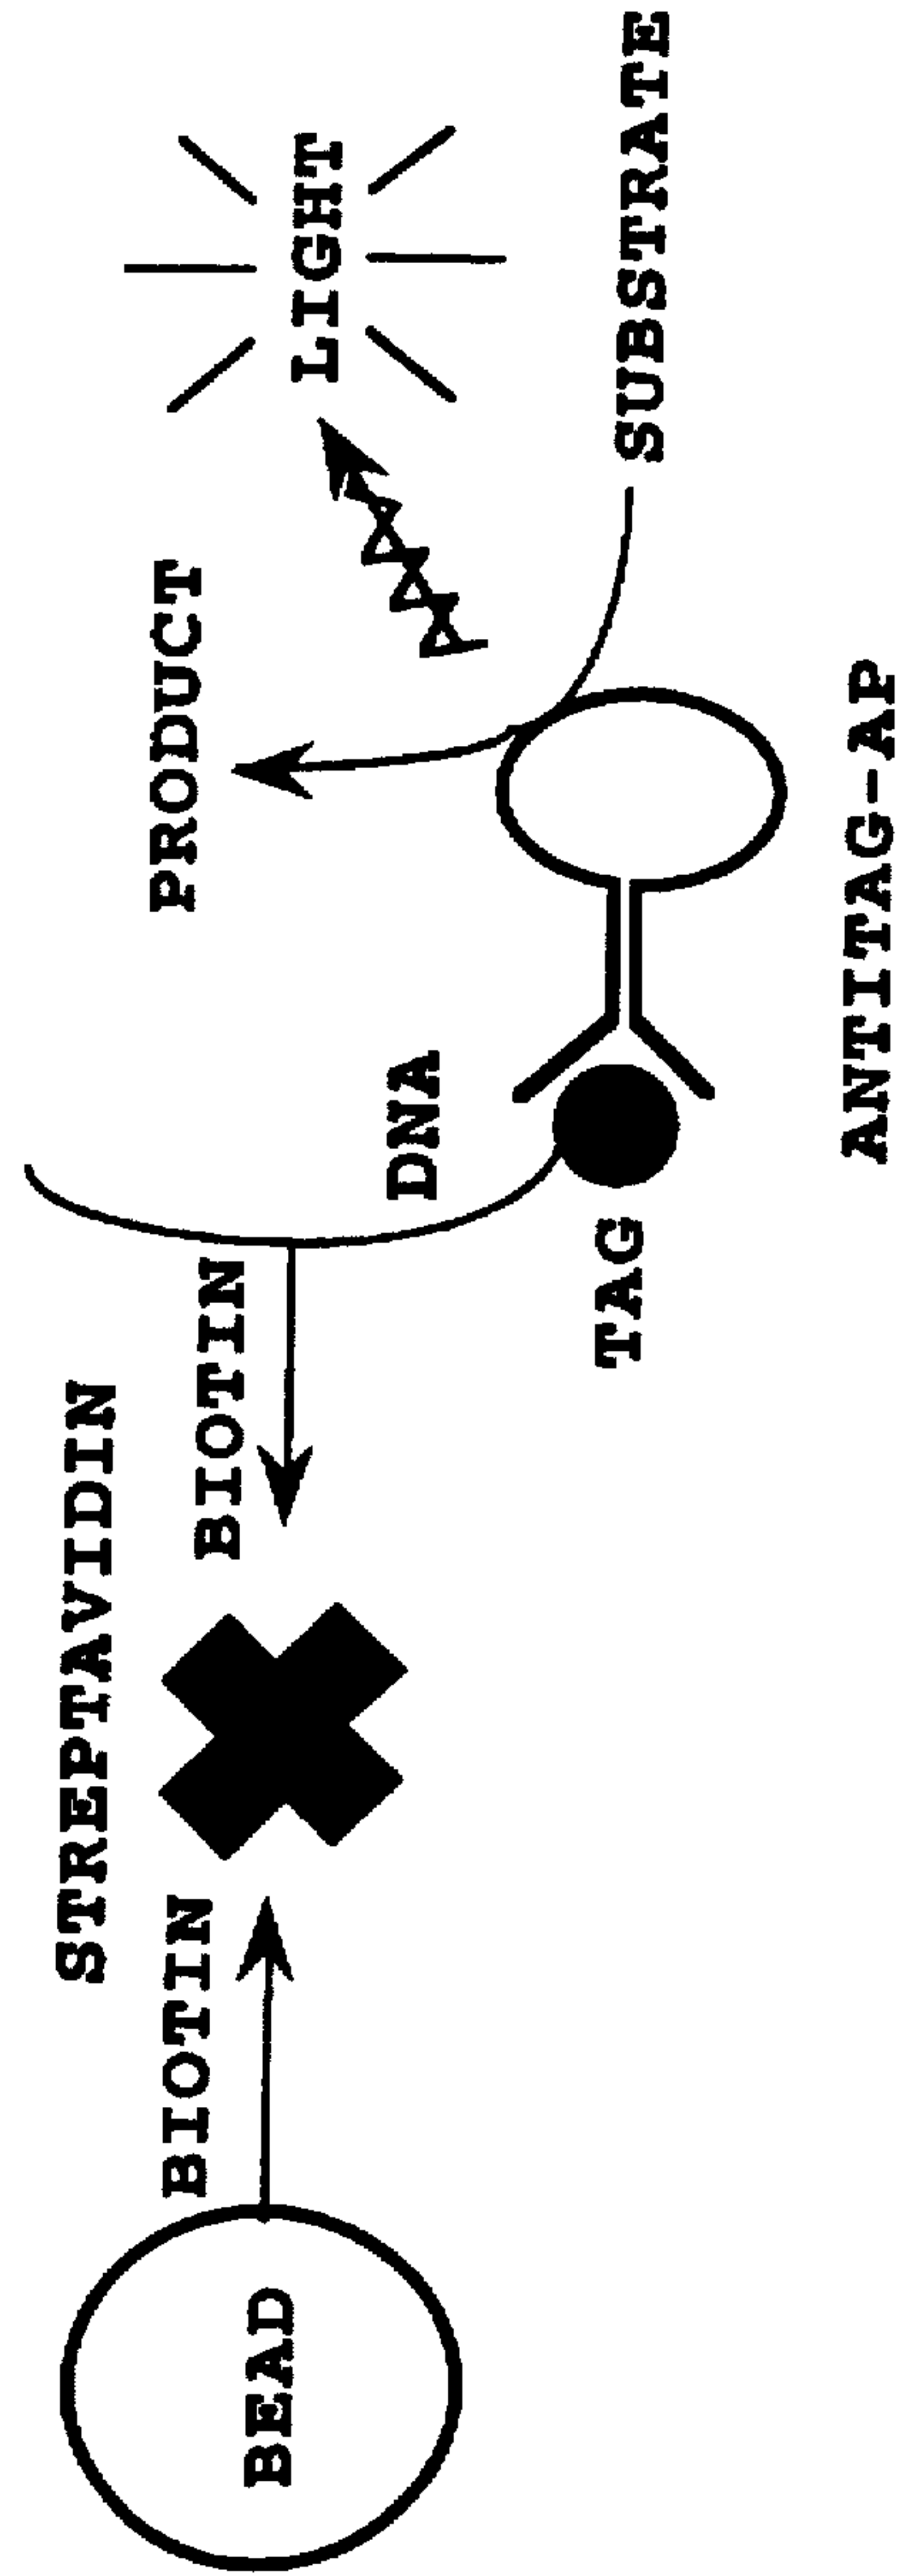 BEAD
BIOTIN
STREPTAVIDIN
BIOTIN
DNA
TAG
ANTITAG-AP
PRODUCT
LIGHT
SUBSTRATE